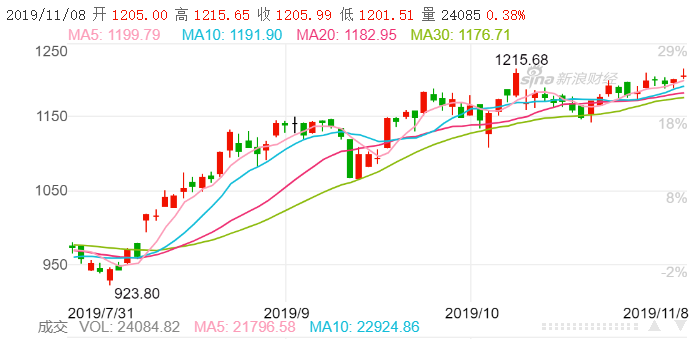 2019/11/08 开 1205.00 高 1215.65 收 1205.99 低 1201.51 量 24085 0.38%
MA5: 1199.79 MA10: 1191.90 MA20: 1182.95 MA30: 1176.71
1250 29%
1215.68
sina 新浪财经
1150 18%
1050 8%
950 -2%
923.80
2019/7/31 2019/9 2019/10 2019/11/8
成交 VOL: 24084.82 MA5: 21796.58 MA10: 22924.86